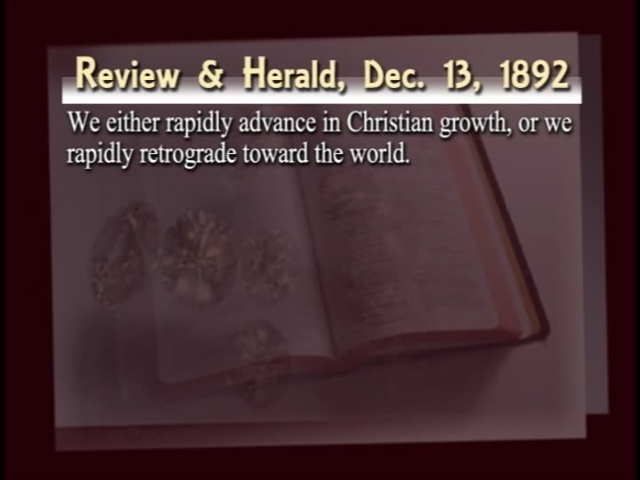 Review & Herald, Dec. 13, 1892
We either rapidly advance in Christian growth, or we
rapidly retrograde toward the world.